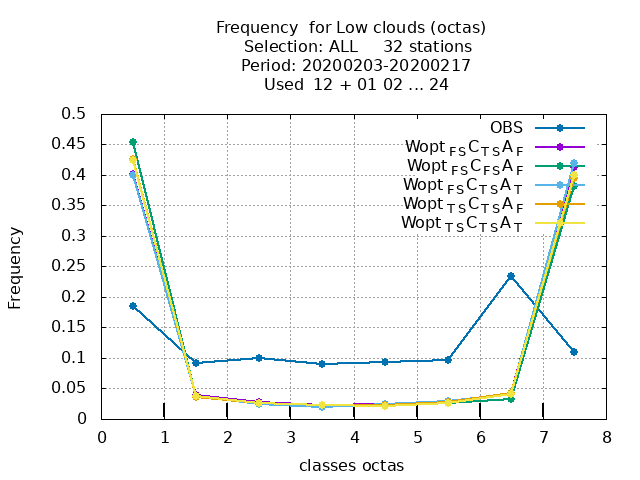 Frequency  for Low clouds (octas)
Selection: ALL     32 stations
Period: 20200203-20200217
Used  12 + 01 02 ... 24
0.5
0.45
0.4
0.35
0.3
0.25
0.2
0.15
0.1
0.05
0
Frequency
OBS
Wopt FS C TS A F
Wopt FS C FS A F
Wopt FS C TS A T
Wopt TS C TS A F
Wopt TS C TS A T
0 1 2 3 4 5 6 7 8
classes octas